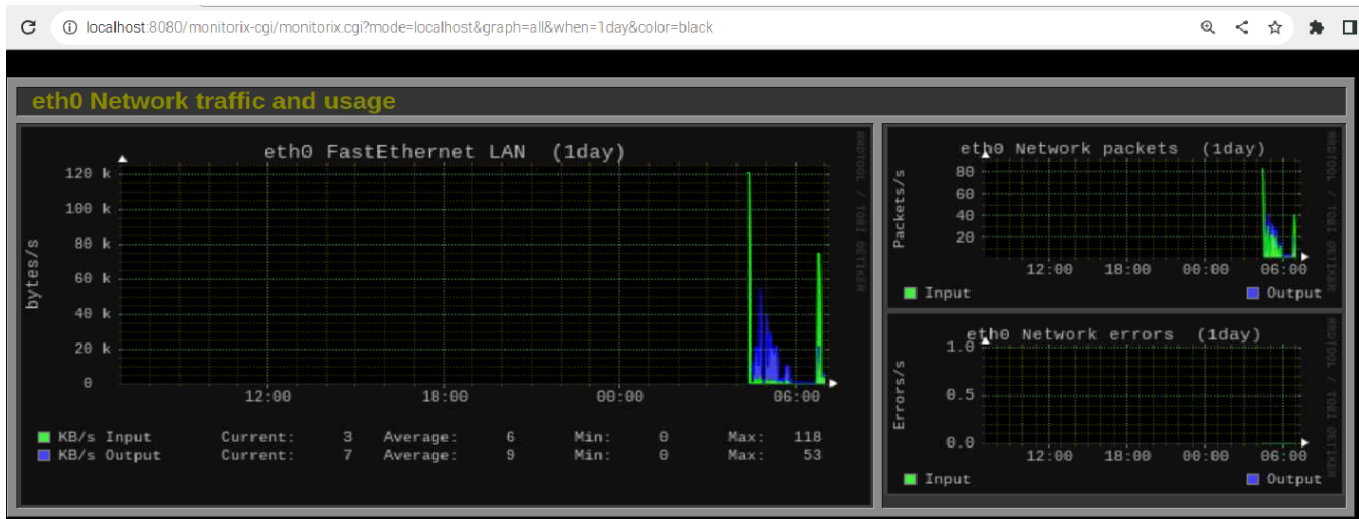 localhost:8080/monitorix-cgi/monitorix.cgi?mode=localhost&graph=all&when=1day&color=black
eth0 Network traffic and usage
eth0 FastEthernet LAN (1day)
bytes/s
120 k
100 k
80 k
60 k
40 k
20 k
0
12:00 18:00 00:00 06:00
KB/s Input Current: 3 Average: 6 Min: 0 Max: 118
KB/s Output Current: 7 Average: 9 Min: 0 Max: 53
RRDTOOL / TOBI OETIKER
eth0 Network packets (1day)
Packets/s
80
60
40
20
12:00 18:00 00:00 06:00
Input Output
RRDTOOL / TOBI OETIKER
eth0 Network errors (1day)
Errors/s
1.0
0.5
0.0
12:00 18:00 00:00 06:00
Input Output
RRDTOOL / TOBI OETIKER